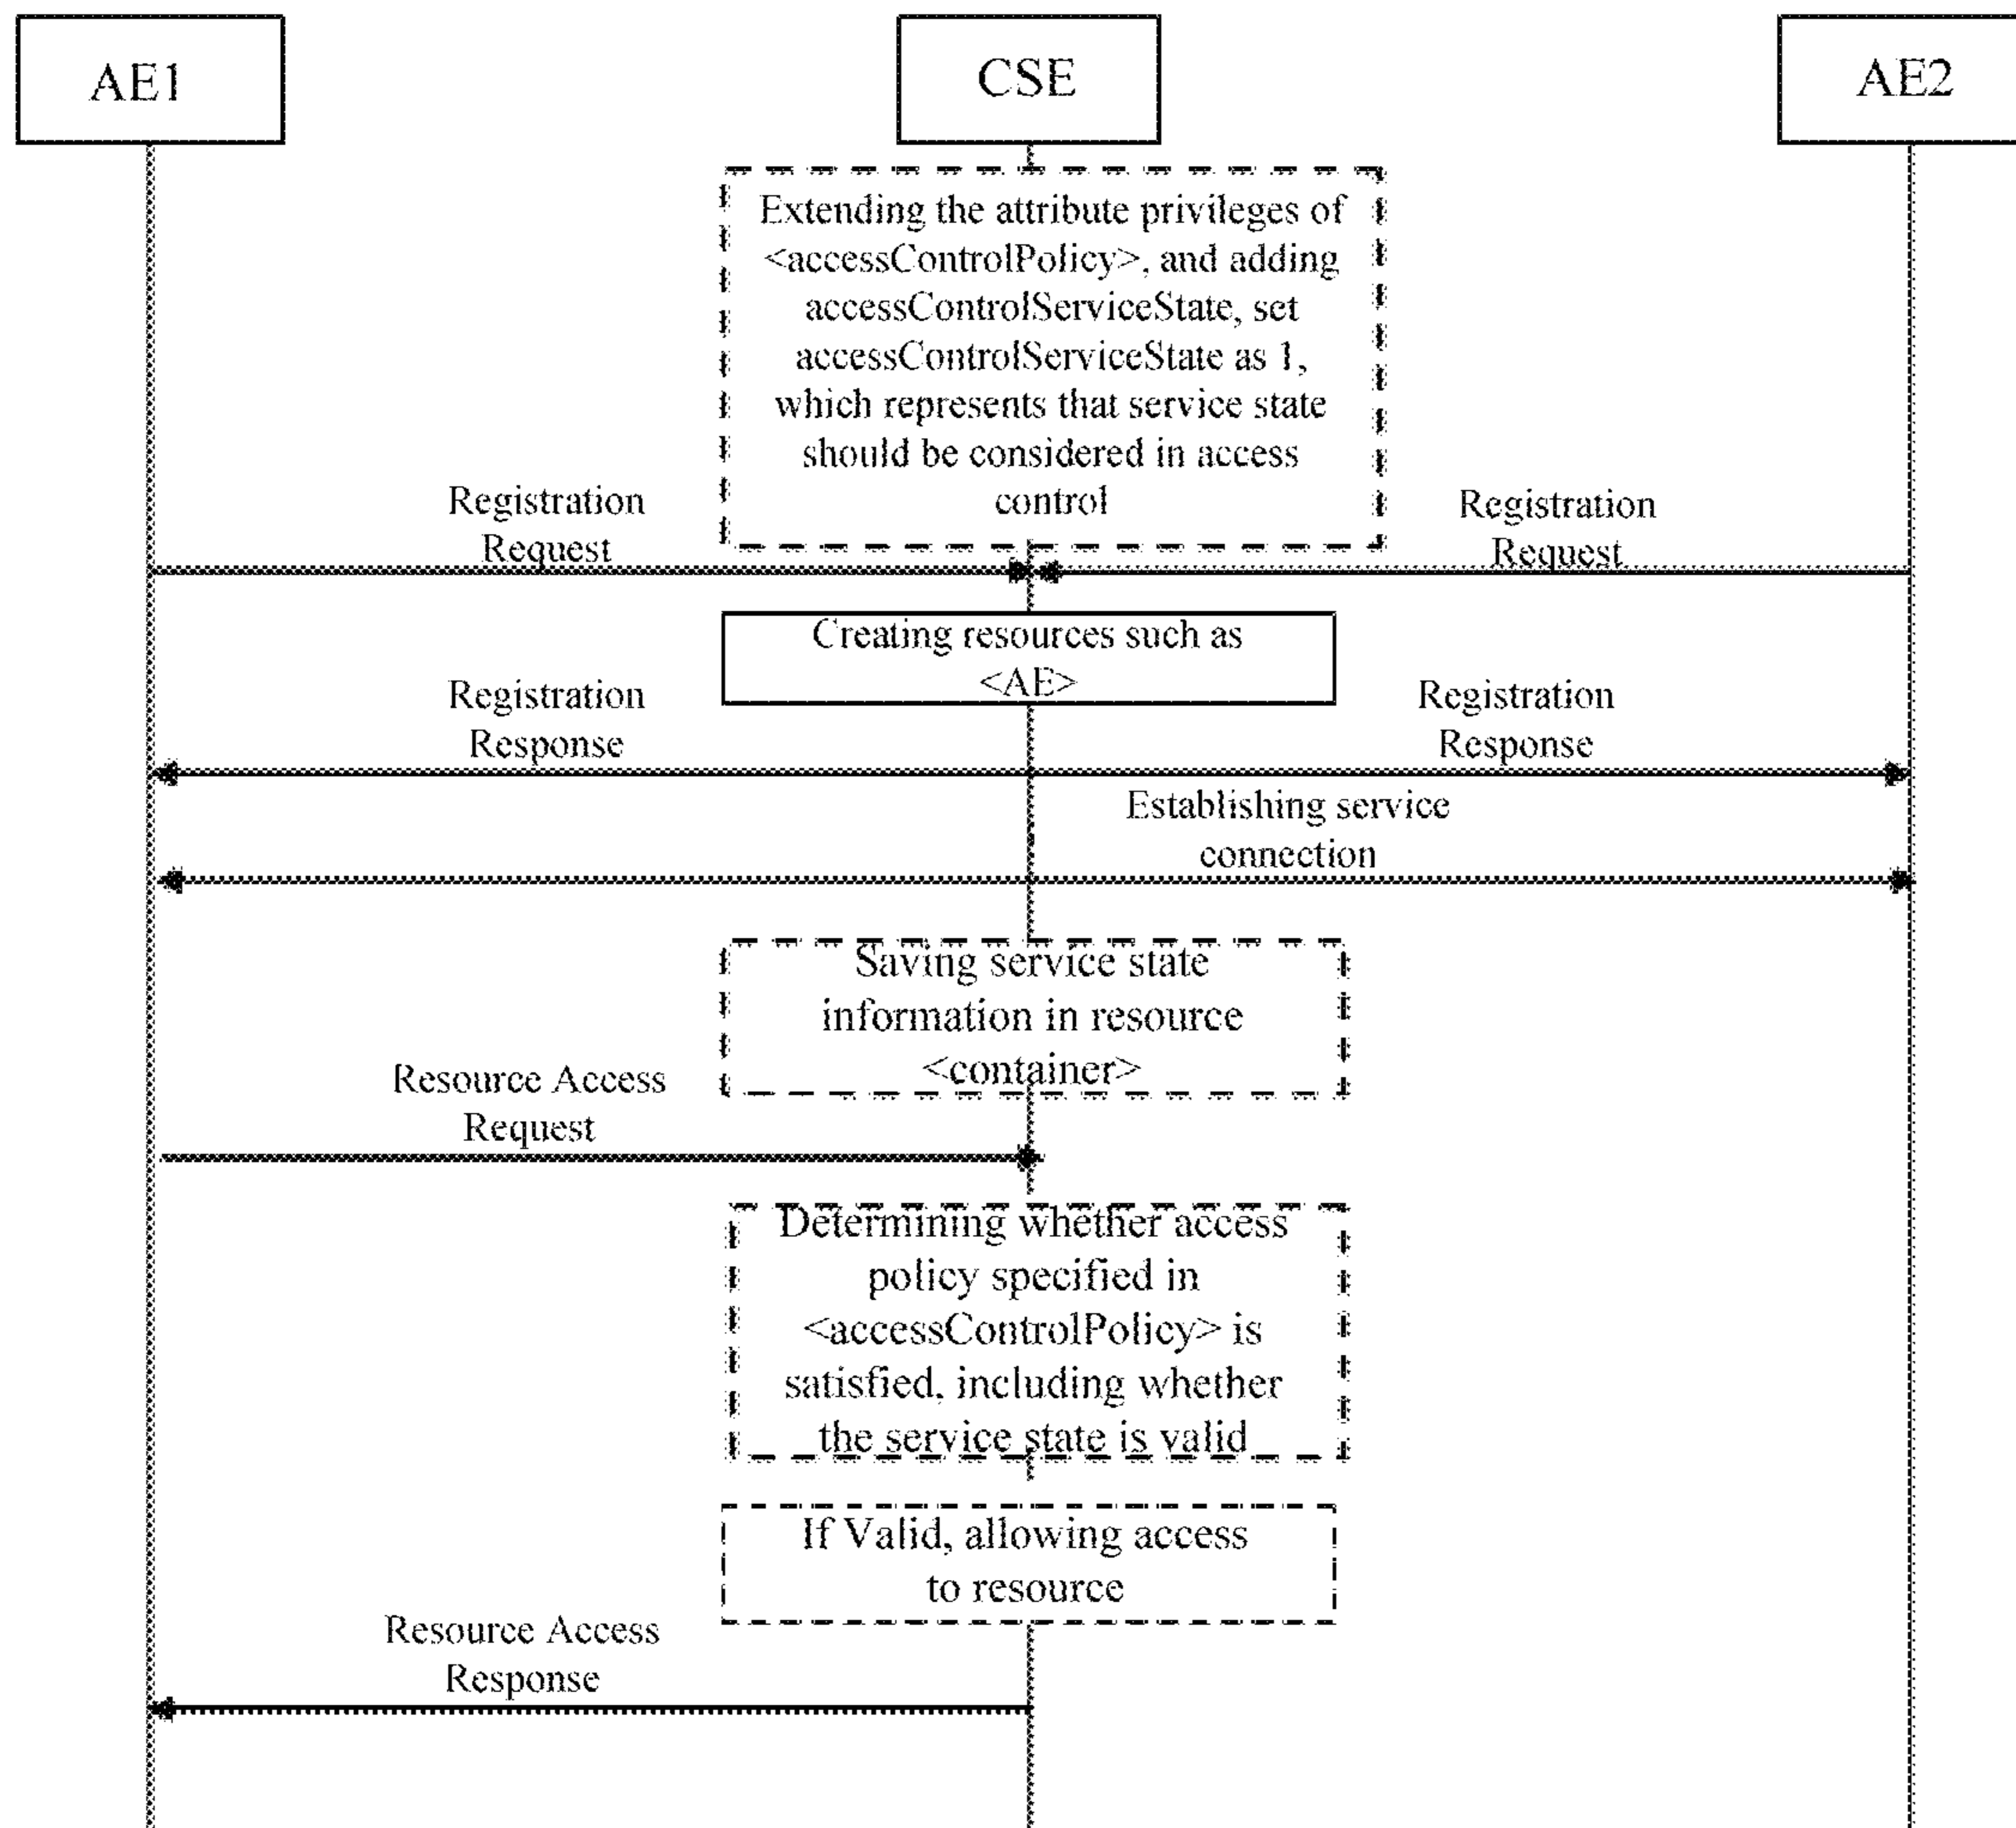 AE1
CSE
AE2
Extending the attribute privileges of
<accessControlPolicy>, and adding
accessControlServiceState, set
accessControlServiceState as 1,
which represents that service state
should be considered in access
control
Registration
Request
Registration
Request
Creating resources such as
<AE>
Registration
Response
Registration
Response
Establishing service
connection
Saving service state
information in resource
<container>
Resource Access
Request
Determining whether access
policy specified in
<accessControlPolicy> is
satisfied, including whether
the service state is valid
If Valid, allowing access
to resource
Resource Access
Response